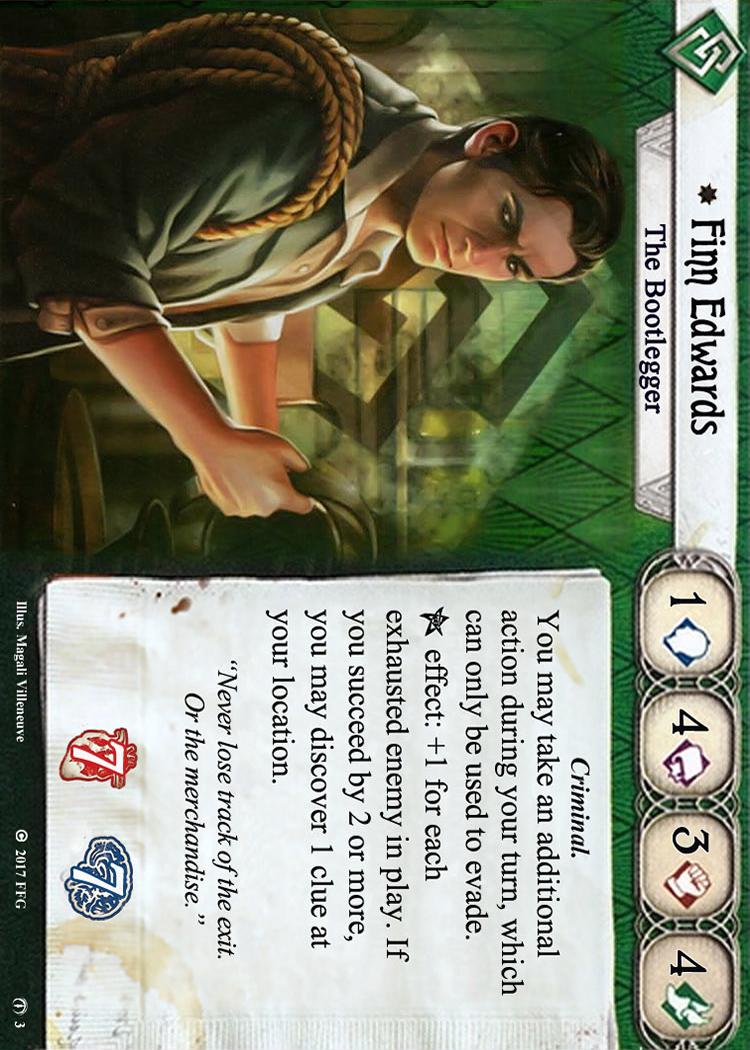 Finn Edwards
The Bootlegger
1
4
3
4
Criminal.
You may take an additional
action during your turn, which
can only be used to evade.
effect: +1 for each
exhausted enemy in play. If
you succeed by 2 or more,
you may discover 1 clue at
your location.
“Never lose track of the exit.
Or the merchandise.”
7
7
Illus. Magali Villeneuve
© 2017 FFG
3